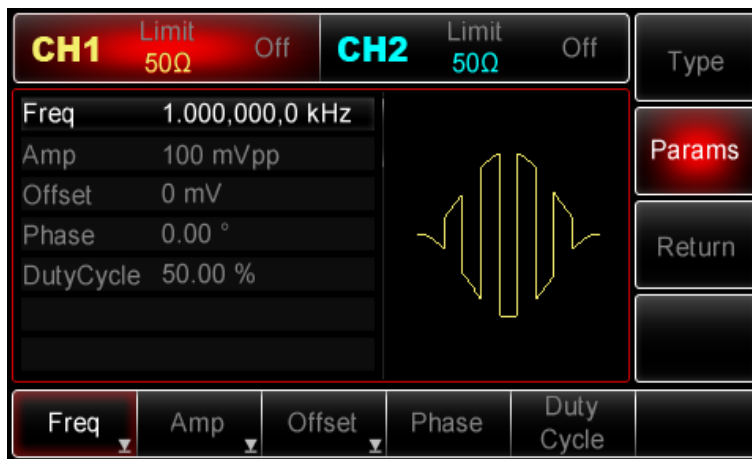 CH1 Limit 50Ω Off CH2 Limit 50Ω Off
Type
Freq 1.000,000,0 kHz
Amp 100 mVpp
Offset 0 mV
Phase 0.00 °
DutyCycle 50.00 %
Params
Return
Freq Amp Offset Phase Duty Cycle